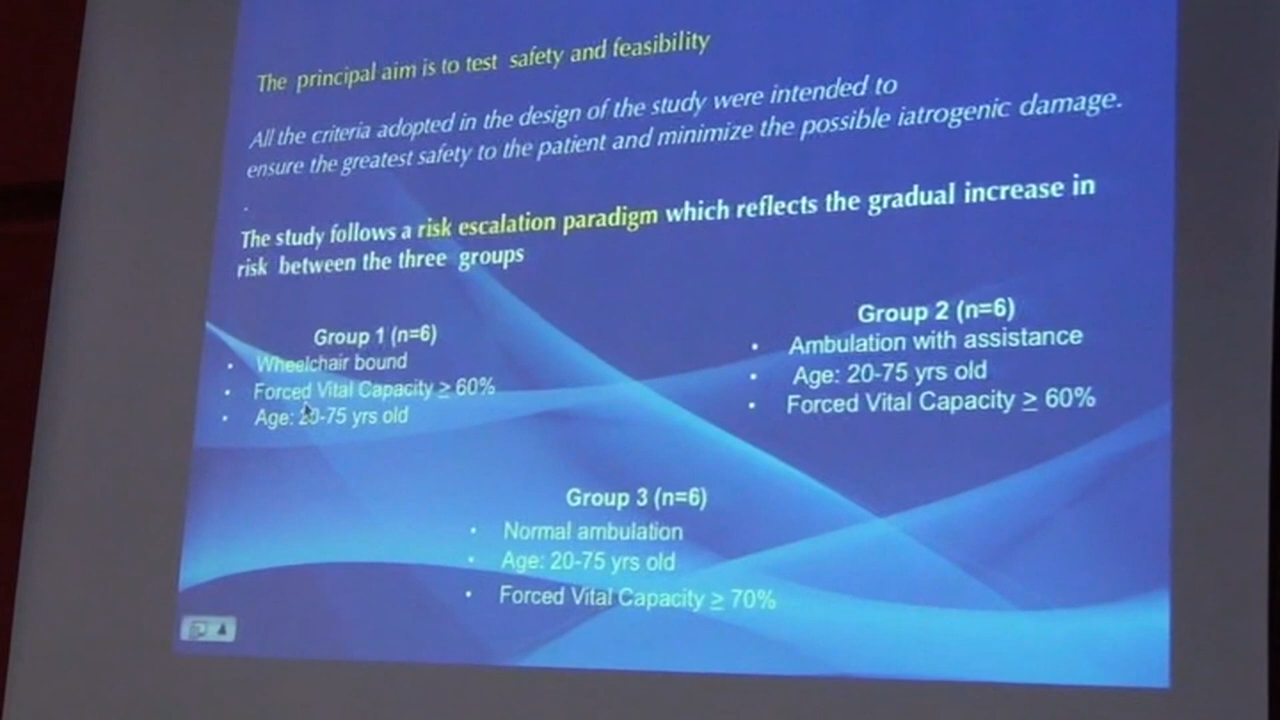 The principal aim is to test safety and feasibility
All the criteria adopted in the design of the study were intended to
ensure the greatest safety to the patient and minimize the possible iatrogenic damage.
.
The study follows a risk escalation paradigm which reflects the gradual increase in
risk between the three groups
Group 1 (n=6)
• Wheelchair bound
• Forced Vital Capacity ≥ 60%
• Age: 20-75 yrs old
Group 2 (n=6)
• Ambulation with assistance
• Age: 20-75 yrs old
• Forced Vital Capacity ≥ 60%
Group 3 (n=6)
• Normal ambulation
• Age: 20-75 yrs old
• Forced Vital Capacity ≥ 70%